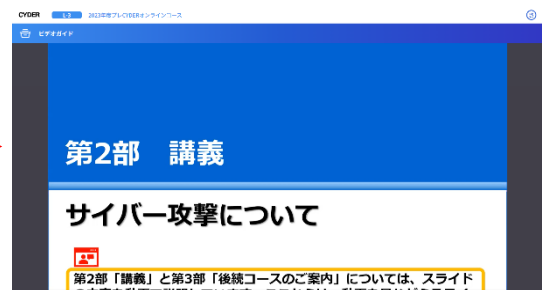 CYDER 1-3 2023年度プレCYDERオンラインコース
ビデオガイド
第2部 講義
サイバー攻撃について
第2部「講義」と第3部「後続コースのご案内」については、スライド